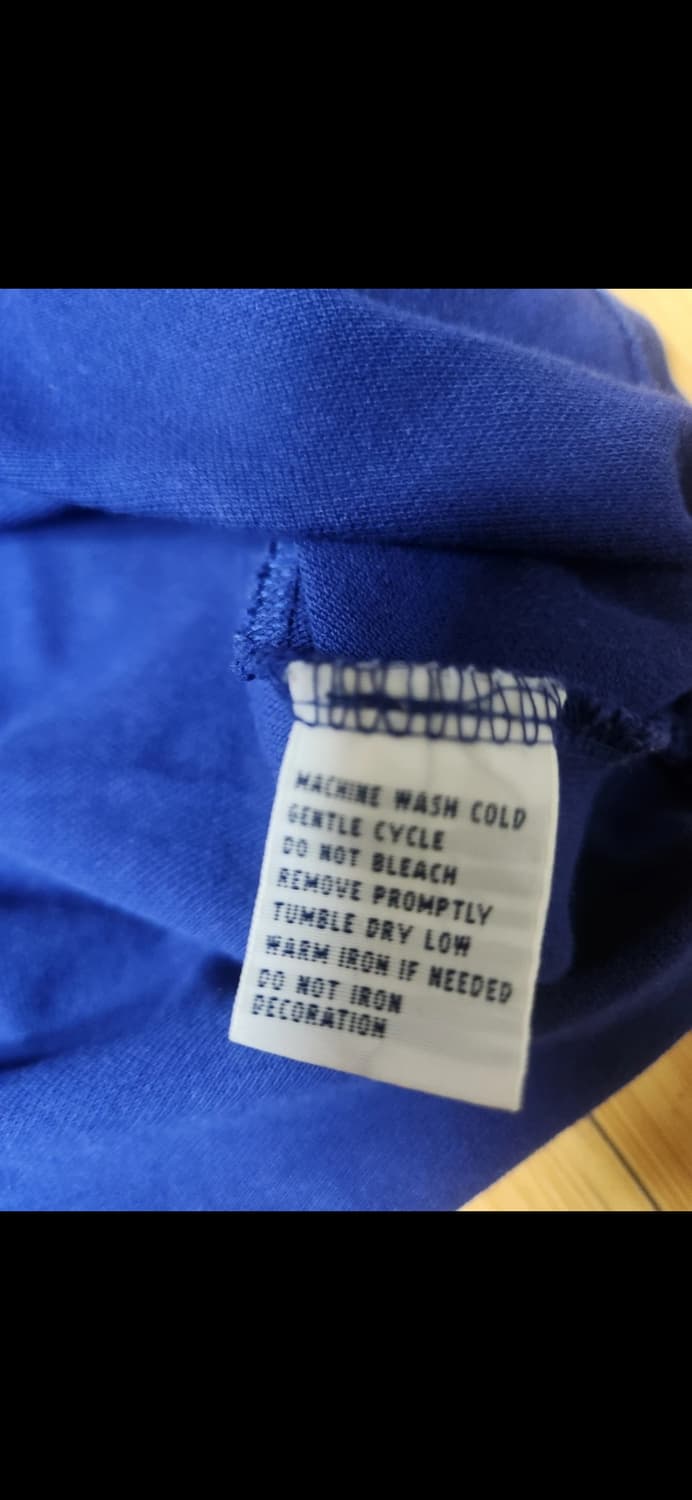 MACHINE WASH COLD
GENTLE CYCLE
DO NOT BLEACH
REMOVE PROMPTLY
TUMBLE DRY LOW
WARM IRON IF NEEDED
DO NOT IRON
DECORATION